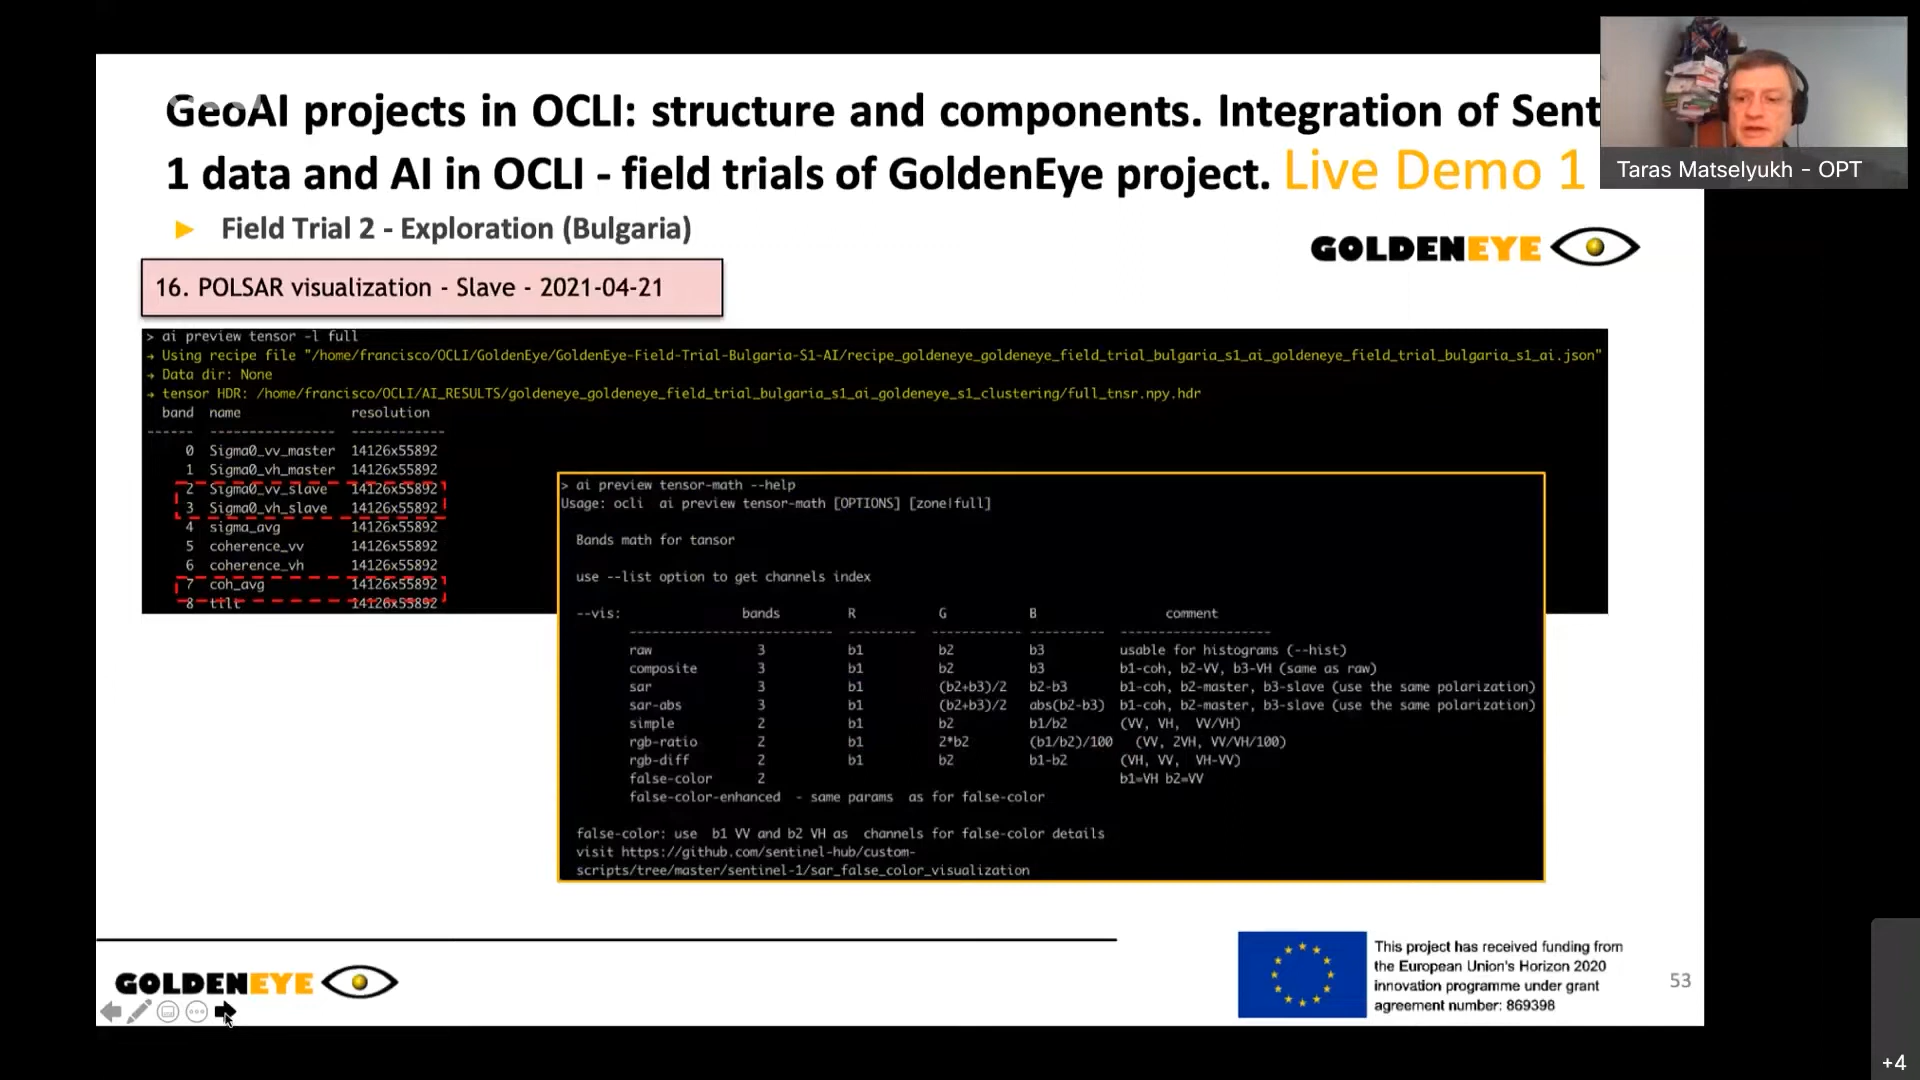 GeoAI projects in OCLI: structure and components. Integration of Sent
1 data and AI in OCLI - field trials of GoldenEye project. Live Demo 1
Taras Matselyukh - OPT
► Field Trial 2 - Exploration (Bulgaria)
GOLDENEYE
16. POLSAR visualization - Slave - 2021-04-21
> ai preview tensor -l full
→ Using recipe file "/home/francisco/OCLI/GoldenEye/GoldenEye-Field-Trial-Bulgaria-S1-AI/recipe_goldeneye_goldeneye_field_trial_bulgaria_s1_ai_goldeneye_field_trial_bulgaria_s1_ai.json"
→ Data dir: None
→ tensor HDR: /home/francisco/OCLI/AI_RESULTS/goldeneye_goldeneye_field_trial_bulgaria_s1_ai_goldeneye_s1_clustering/full_tnsr.npy.hdr
band name resolution
------ ---------------- ------------
0 Sigma0_vv_master 14126x55892
1 Sigma0_vh_master 14126x55892
2 Sigma0_vv_slave 14126x55892
3 Sigma0_vh_slave 14126x55892
4 sigma_avg 14126x55892
5 coherence_vv 14126x55892
6 coherence_vh 14126x55892
7 coh_avg 14126x55892
8 tilt 14126x55892
> ai preview tensor-math --help
Usage: ocli ai preview tensor-math [OPTIONS] [zone|full]
Bands math for tansor
use --list option to get channels index
--vis: bands R G B comment
--------------------------- --------- ------------ ---------- --------------------
raw 3 b1 b2 b3 usable for histograms (--hist)
composite 3 b1 b2 b3 b1-coh, b2-VV, b3-VH (same as raw)
sar 3 b1 (b2+b3)/2 b2-b3 b1-coh, b2-master, b3-slave (use the same polarization)
sar-abs 3 b1 (b2+b3)/2 abs(b2-b3) b1-coh, b2-master, b3-slave (use the same polarization)
simple 2 b1 b2 b1/b2 (VV, VH, VV/VH)
rgb-ratio 2 b1 2*b2 (b1/b2)/100 (VV, 2VH, VV/VH/100)
rgb-diff 2 b1 b2 b1-b2 (VH, VV, VH-VV)
false-color 2 b1=VH b2=VV
false-color-enhanced - same params as for false-color
false-color: use b1 VV and b2 VH as channels for false-color details
visit https://github.com/sentinel-hub/custom-
scripts/tree/master/sentinel-1/sar_false_color_visualization
GOLDENEYE
This project has received funding from
the European Union's Horizon 2020
innovation programme under grant
agreement number: 869398
53
+4